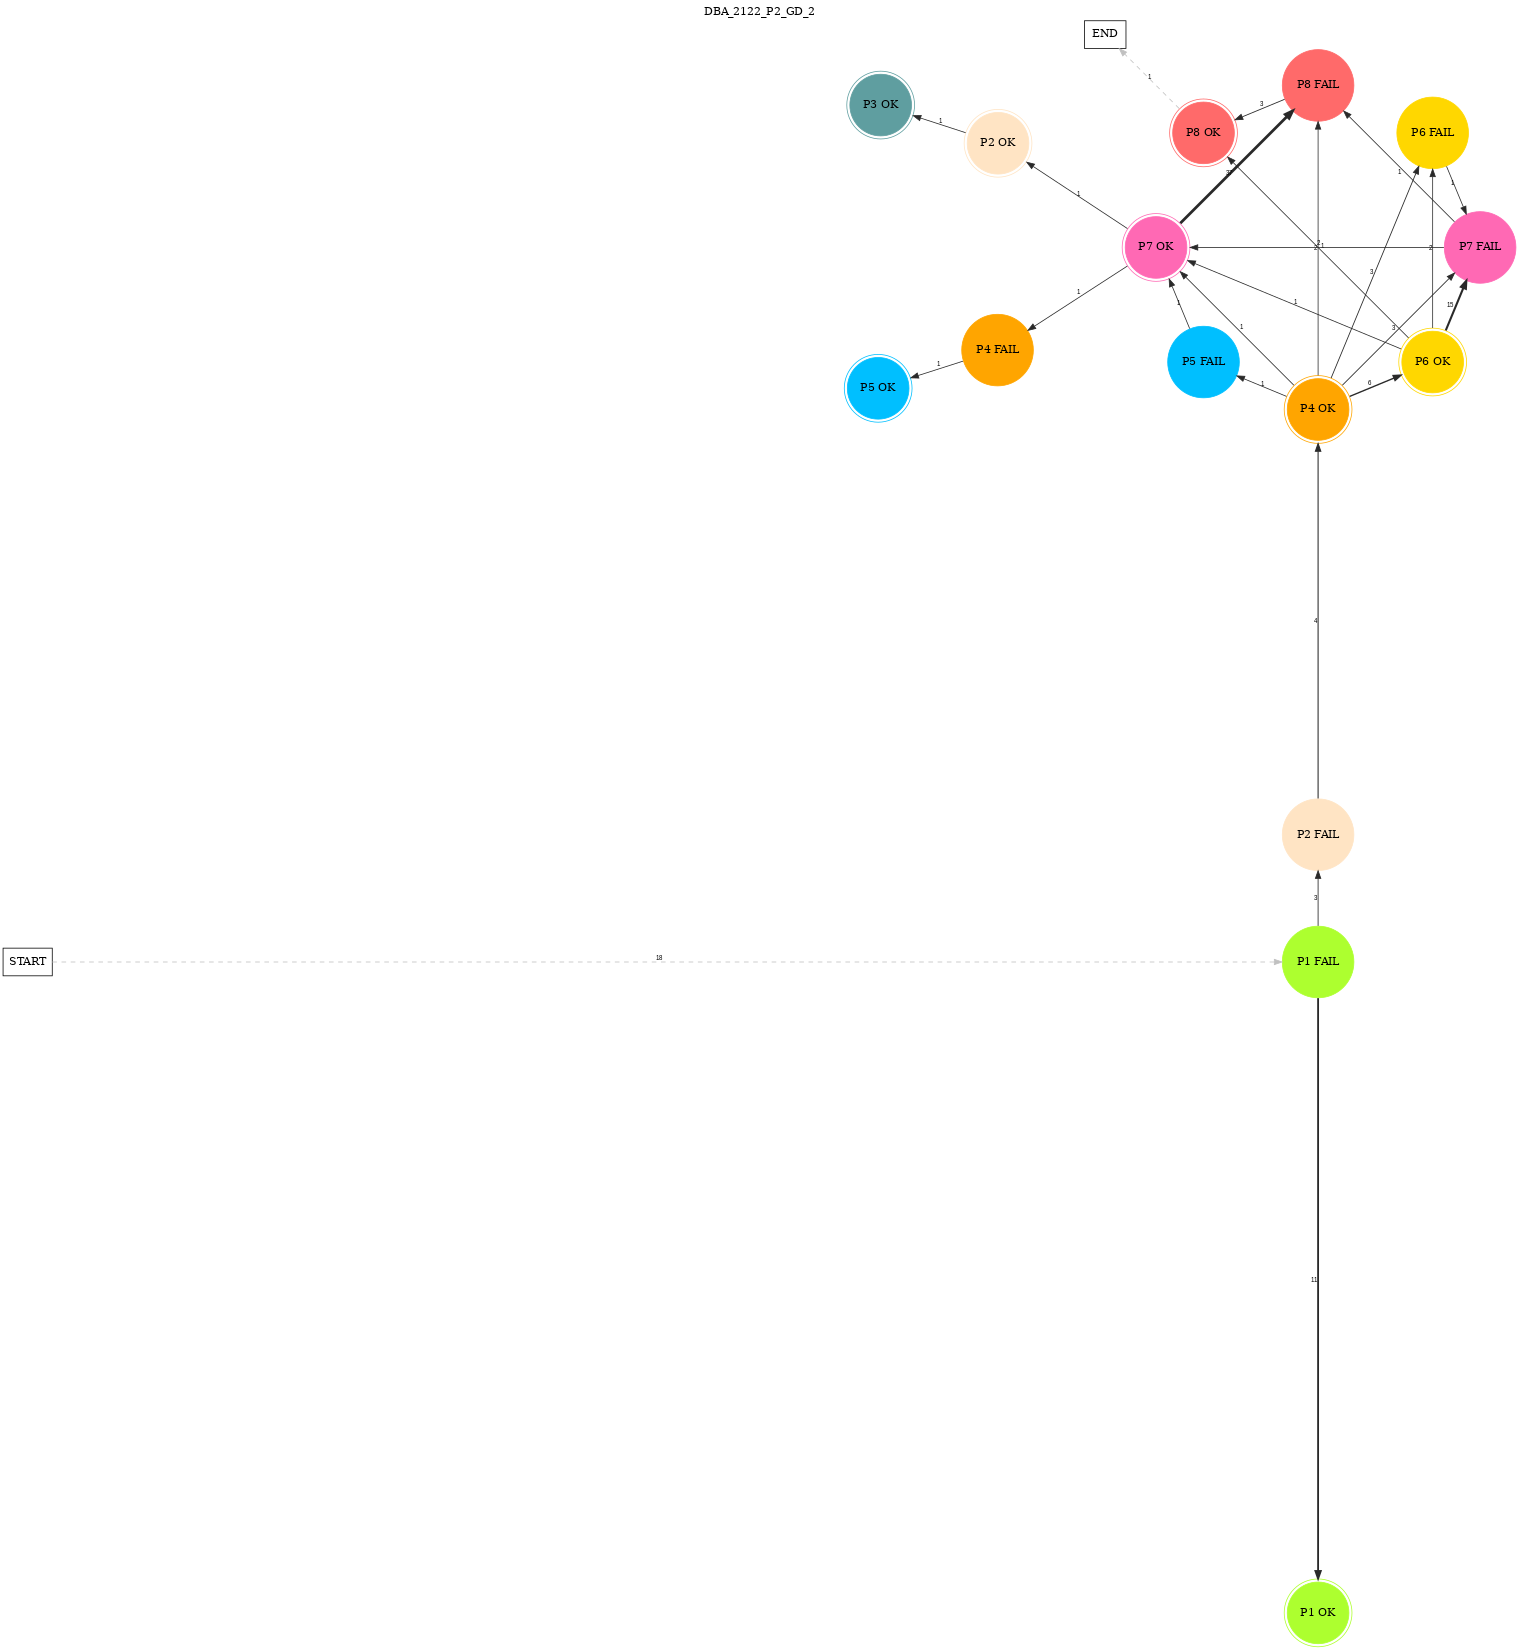 DBA_2122_P2_GD_2
END
P8 FAIL
1
P3 OK
3
P8 OK
P6 FAIL
1
P2 OK
1
1
1
P7 OK
P7 FAIL
2
1
2
3
1
1
1
15
1
3
P4 FAIL
P5 FAIL
P6 OK
1
P5 OK
1
6
P4 OK
4
P2 FAIL
3
START
18
P1 FAIL
11
P1 OK